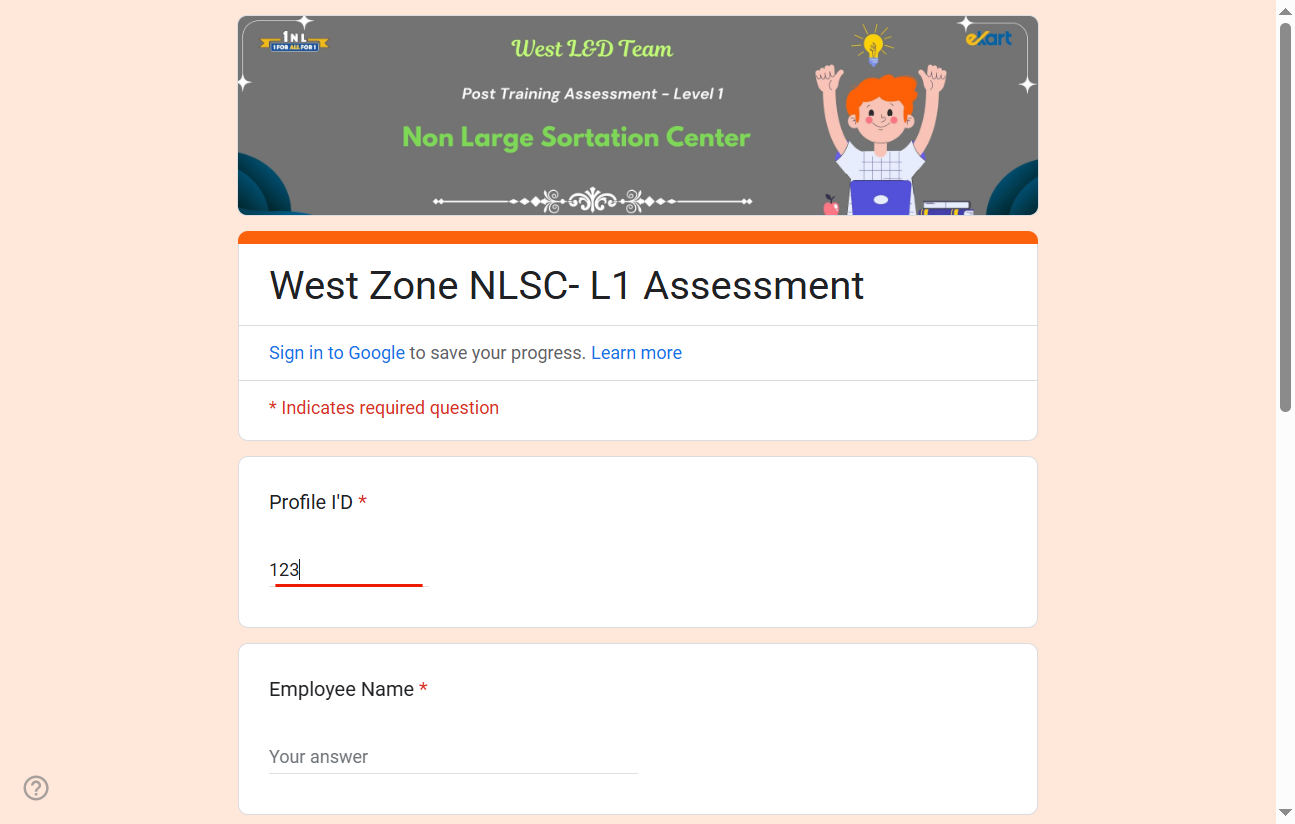 1NL
1 FOR ALL FOR 1
West L&D Team
eKart
Post Training Assessment - Level 1
Non Large Sortation Center
West Zone NLSC- L1 Assessment
Sign in to Google to save your progress. Learn more
* Indicates required question
Profile I'D *
123
Employee Name *
Your answer